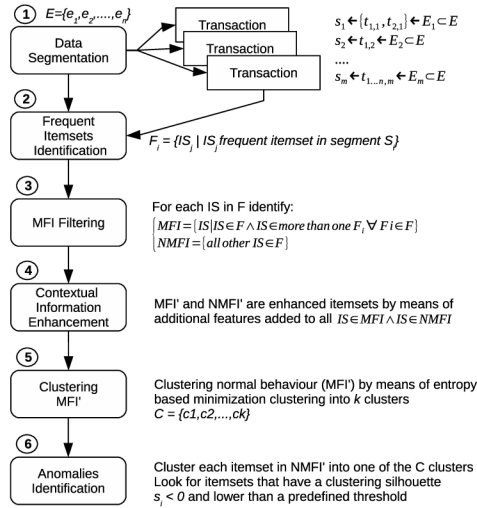 1 E={e1,e2,....,en}
Data
Segmentation
Transaction
Transaction
Transaction
s1←{t1,1, t2,1}←E1⊂E
s2←t1,2←E2⊂E
....
sm←t1...n,m←Em⊂E
2
Frequent
Itemsets
Identification
Fi = {ISj | ISj frequent itemset in segment Si}
3
MFI Filtering
For each IS in F identify:
{MFI={IS|IS∈F∧IS∈more than one Fi ∀ Fi∈F}
{NMFI={all other IS∈F}
4
Contextual
Information
Enhancement
MFI' and NMFI' are enhanced itemsets by means of
additional features added to all IS∈MFI∧IS∈NMFI
5
Clustering
MFI'
Clustering normal behaviour (MFI') by means of entropy
based minimization clustering into k clusters
C = {c1,c2,...,ck}
6
Anomalies
Identification
Cluster each itemset in NMFI' into one of the C clusters
Look for itemsets that have a clustering silhouette
si < 0 and lower than a predefined threshold